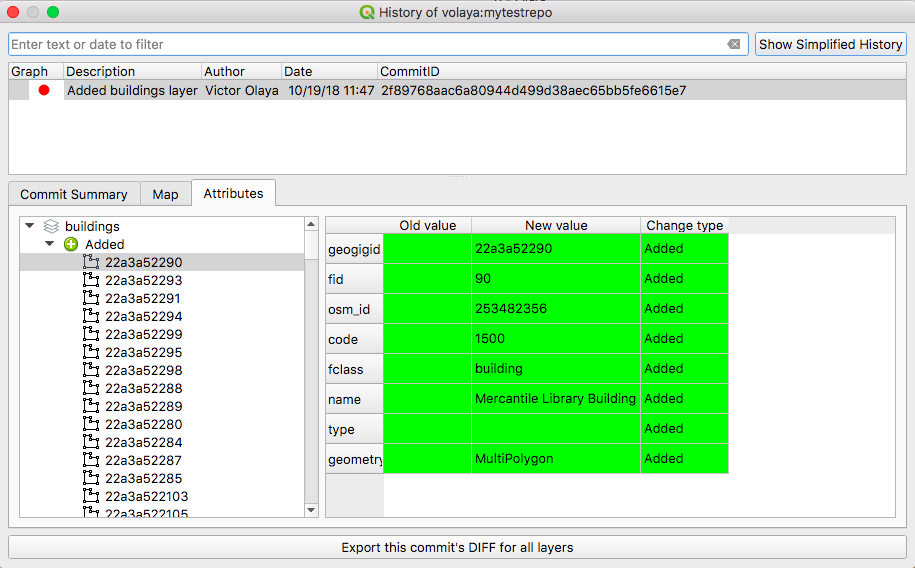 History of volaya:mytestrepo
Enter text or date to filter
Show Simplified History
Graph Description Author Date CommitID
Added buildings layer Victor Olaya 10/19/18 11:47 2f89768aac6a80944d499d38aec65bb5fe6615e7
Commit Summary Map Attributes
buildings
Added
22a3a52290
22a3a52293
22a3a52291
22a3a52294
22a3a52299
22a3a52295
22a3a52298
22a3a52288
22a3a52289
22a3a52280
22a3a52284
22a3a52287
22a3a52285
22a3a522103
22a3a522105
Old value New value Change type
geogigid 22a3a52290 Added
fid 90 Added
osm_id 253482356 Added
code 1500 Added
fclass building Added
name Mercantile Library Building Added
type Added
geometry MultiPolygon Added
Export this commit's DIFF for all layers